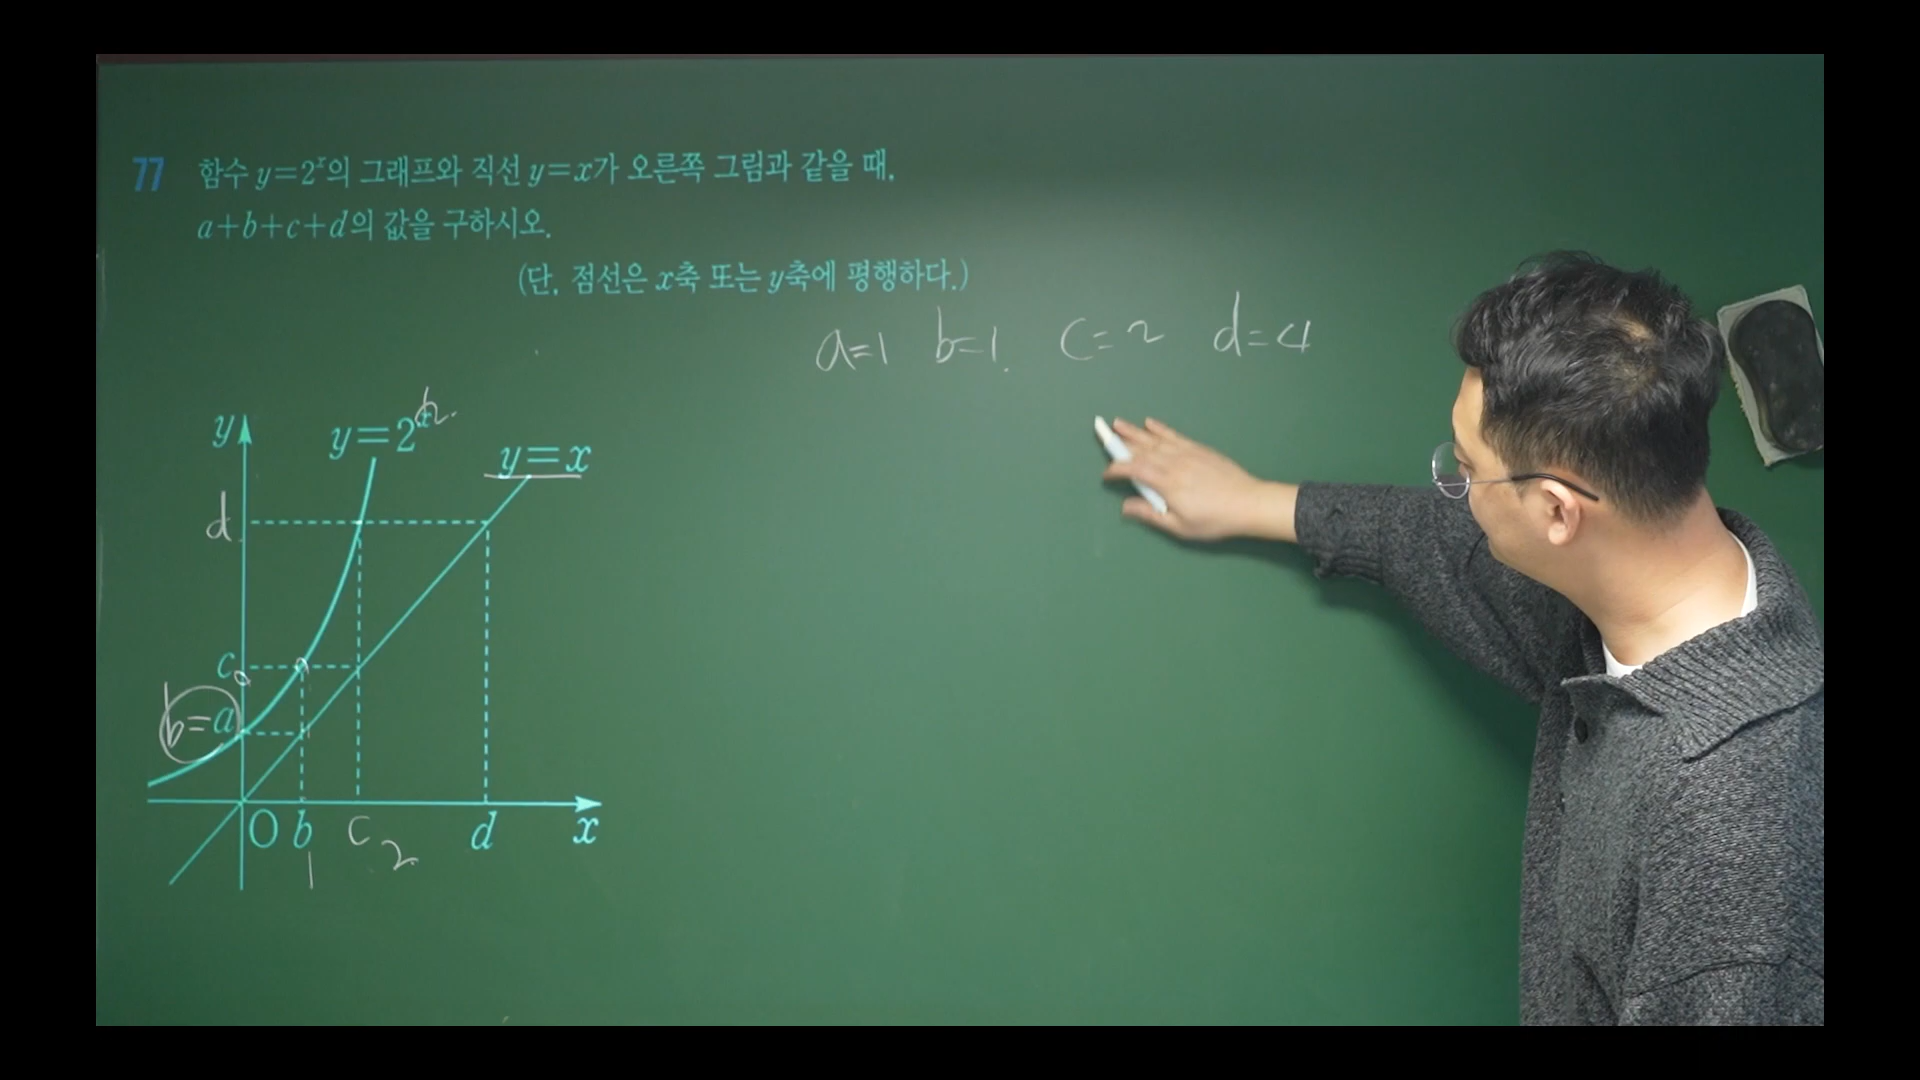 77 함수 y=2ˣ의 그래프와 직선 y=x가 오른쪽 그림과 같을 때,
a+b+c+d의 값을 구하시오.
(단, 점선은 x축 또는 y축에 평행하다.)
a=1 b=1. c=2 d=4
y
y=2ˣ
y=x
d
c
b=a
O b c d x
1 2